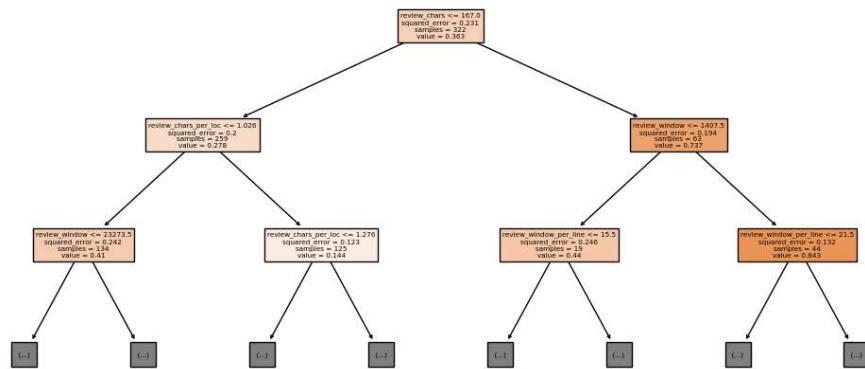 review_chars <= 167.0
squared_error = 0.231
samples = 322
value = 0.363
review_chars_per_loc <= 1.026
squared_error = 0.2
samples = 259
value = 0.278
review_window <= 1407.5
squared_error = 0.194
samples = 63
value = 0.737
review_window <= 23273.5
squared_error = 0.242
samples = 134
value = 0.41
review_chars_per_loc <= 1.276
squared_error = 0.123
samples = 125
value = 0.144
review_window_per_line <= 15.5
squared_error = 0.246
samples = 19
value = 0.44
review_window_per_line <= 21.5
squared_error = 0.132
samples = 44
value = 0.843
(...)
(...)
(...)
(...)
(...)
(...)
(...)
(...)